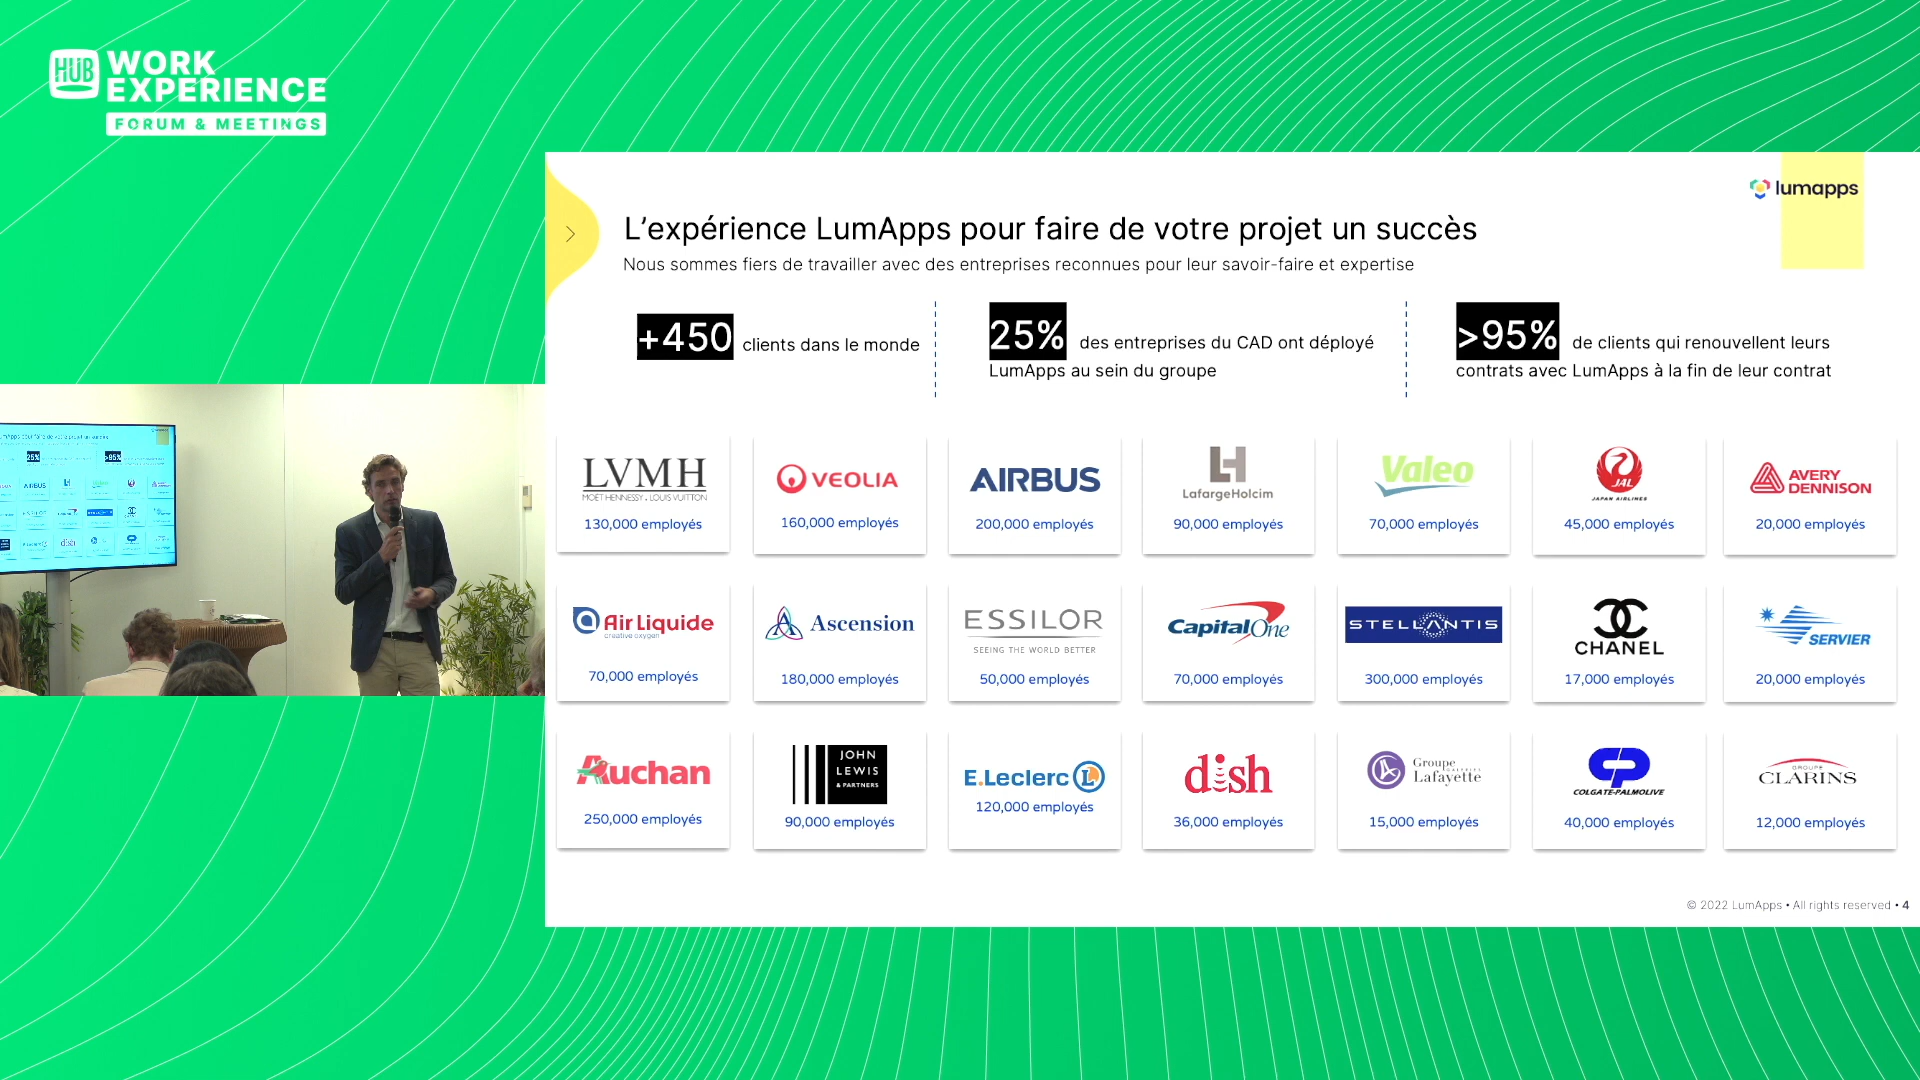 HUB WORK
EXPERIENCE
FORUM & MEETINGS
lumapps
L'expérience LumApps pour faire de votre projet un succès
Nous sommes fiers de travailler avec des entreprises reconnues pour leur savoir-faire et expertise
+450 clients dans le monde
25% des entreprises du CAD ont déployé
LumApps au sein du groupe
>95% de clients qui renouvellent leurs
contrats avec LumApps à la fin de leur contrat
LVMH
MOËT HENNESSY . LOUIS VUITTON
130,000 employés
VEOLIA
160,000 employés
AIRBUS
200,000 employés
LafargeHolcim
90,000 employés
Valeo
70,000 employés
JAL
JAPAN AIRLINES
45,000 employés
AVERY
DENNISON
20,000 employés
Air Liquide
creative oxygen
70,000 employés
Ascension
180,000 employés
ESSILOR
SEEING THE WORLD BETTER
50,000 employés
CapitalOne
70,000 employés
STELLANTIS
300,000 employés
CHANEL
17,000 employés
SERVIER
20,000 employés
Auchan
250,000 employés
JOHN
LEWIS
& PARTNERS
90,000 employés
E.Leclerc L
120,000 employés
dish
36,000 employés
Groupe
Galeries
Lafayette
15,000 employés
COLGATE-PALMOLIVE
40,000 employés
GROUPE
CLARINS
12,000 employés
© 2022 LumApps • All rights reserved • 4
25%
>95%
AIRBUS